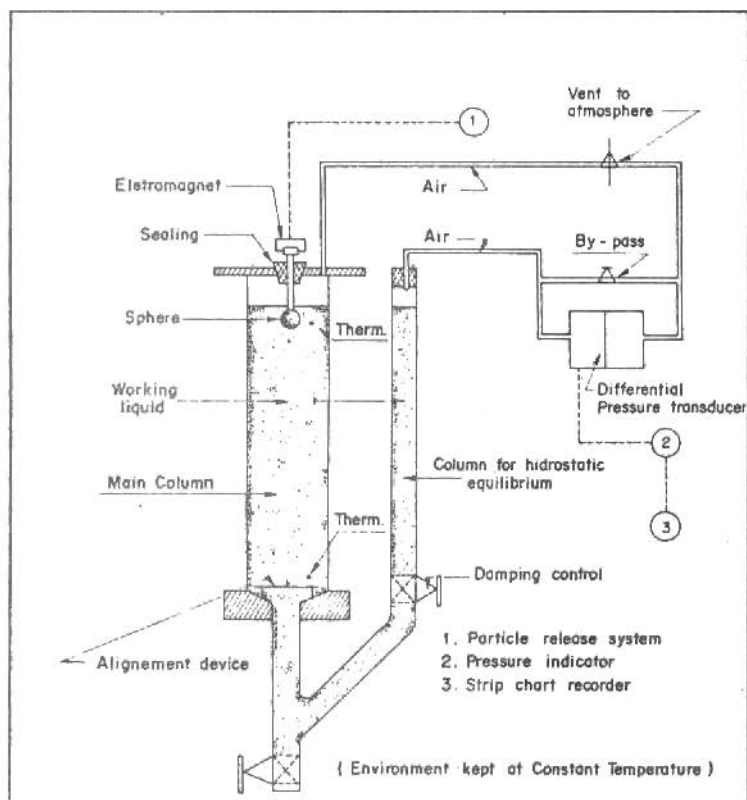 Vent to
atmosphere
1
Eletromagnet
Air
Sealing
Air
By-pass
Sphere
Therm.
Differential
Pressure transducer
Working
liquid
2
Column for hidrostatic
equilibrium
Main Column
Therm.
3
Damping control
1. Particle release system
2. Pressure indicator
3. Strip chart recorder
Alignement device
( Environment kept at Constant Temperature )